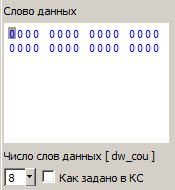 Слово данных
0000 0000 0000 0000
0000 0000 0000 0000
Число слов данных [ dw_cou ]
8 Как задано в КС